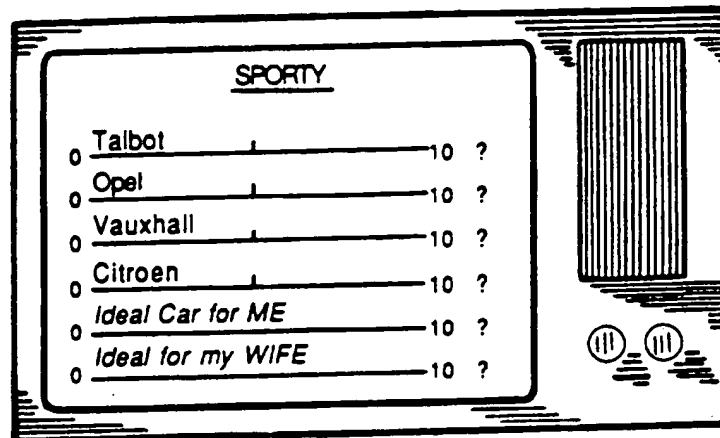 SPORTY
Talbot
0 10 ?
Opel
0 10 ?
Vauxhall
0 10 ?
Citroen
0 10 ?
Ideal Car for ME
0 10 ?
Ideal for my WIFE
0 10 ?